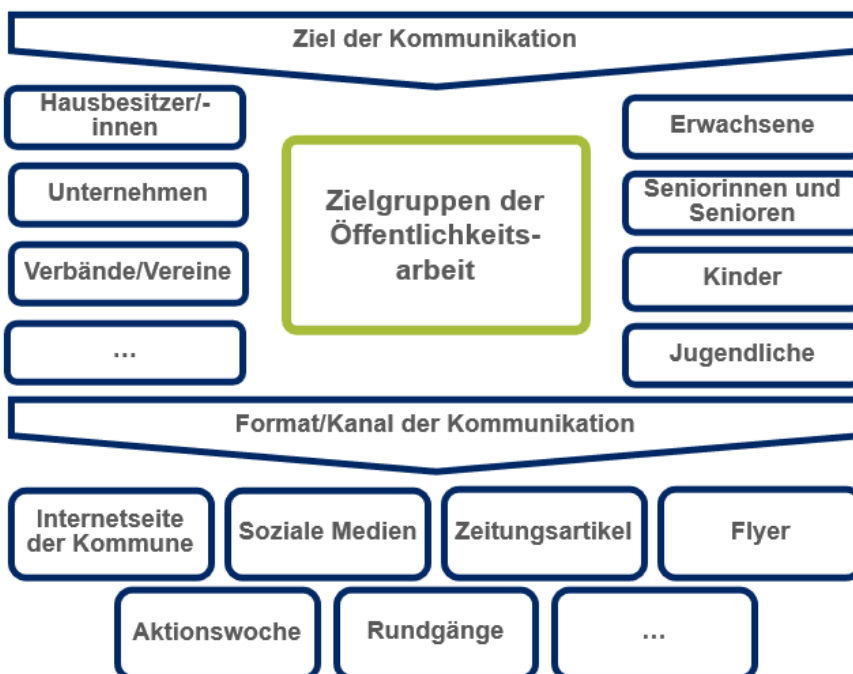 Ziel der Kommunikation
Hausbesitzer/-
innen
Unternehmen
Verbände/Vereine
…
Zielgruppen der
Öffentlichkeits-
arbeit
Erwachsene
Seniorinnen und
Senioren
Kinder
Jugendliche
Format/Kanal der Kommunikation
Internetseite
der Kommune
Soziale Medien
Zeitungsartikel
Flyer
Aktionswoche
Rundgänge
…